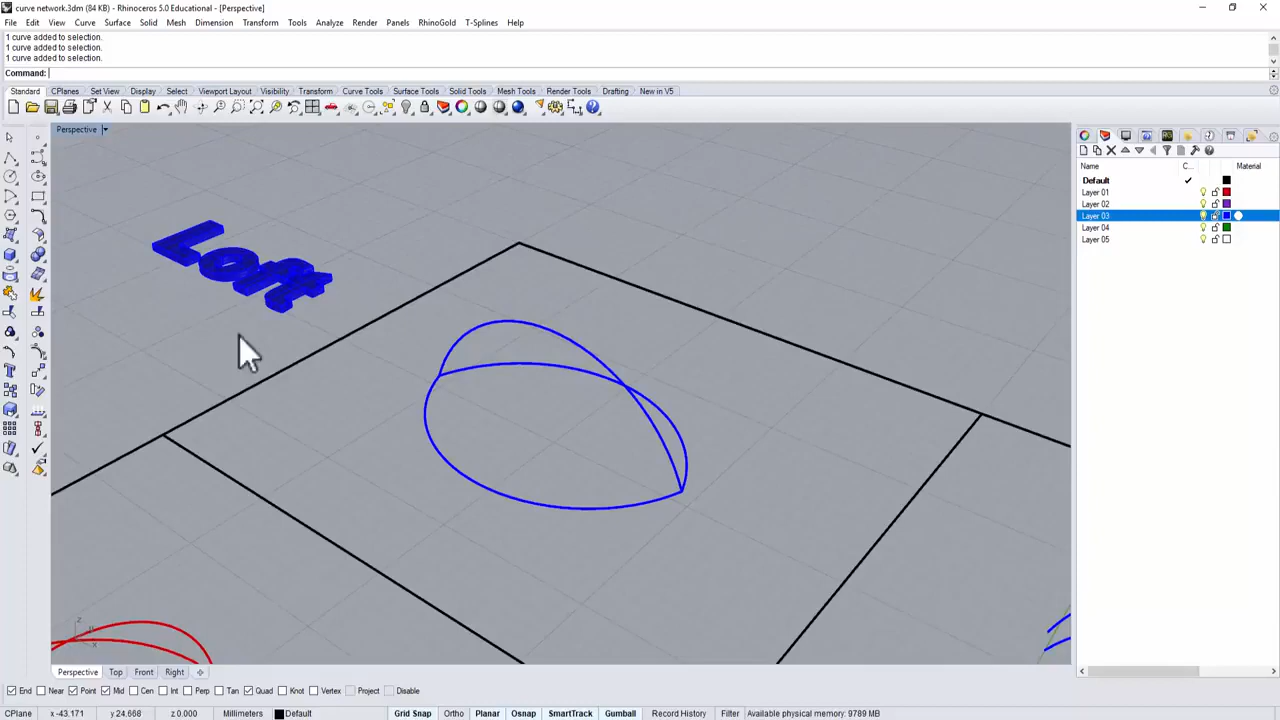 curve network.3dm (84 KB) - Rhinoceros 5.0 Educational - [Perspective]
File Edit View Curve Surface Solid Mesh Dimension Transform Tools Analyze Render Panels RhinoGold T-Splines Help
1 curve added to selection.
1 curve added to selection.
1 curve added to selection.
Command:
Standard CPlanes Set View Display Select Viewport Layout Visibility Transform Curve Tools Surface Tools Solid Tools Mesh Tools Render Tools Drafting New in V5
Perspective
Name C... Material
Default
Layer 01
Layer 02
Layer 03
Layer 04
Layer 05
Loft
z
y
x
Perspective Top Front Right
End Near Point Mid Cen Int Perp Tan Quad Knot Vertex Project Disable
CPlane x -43.171 y 24.668 z 0.000 Millimeters Default Grid Snap Ortho Planar Osnap SmartTrack Gumball Record History Filter Available physical memory: 9789 MB